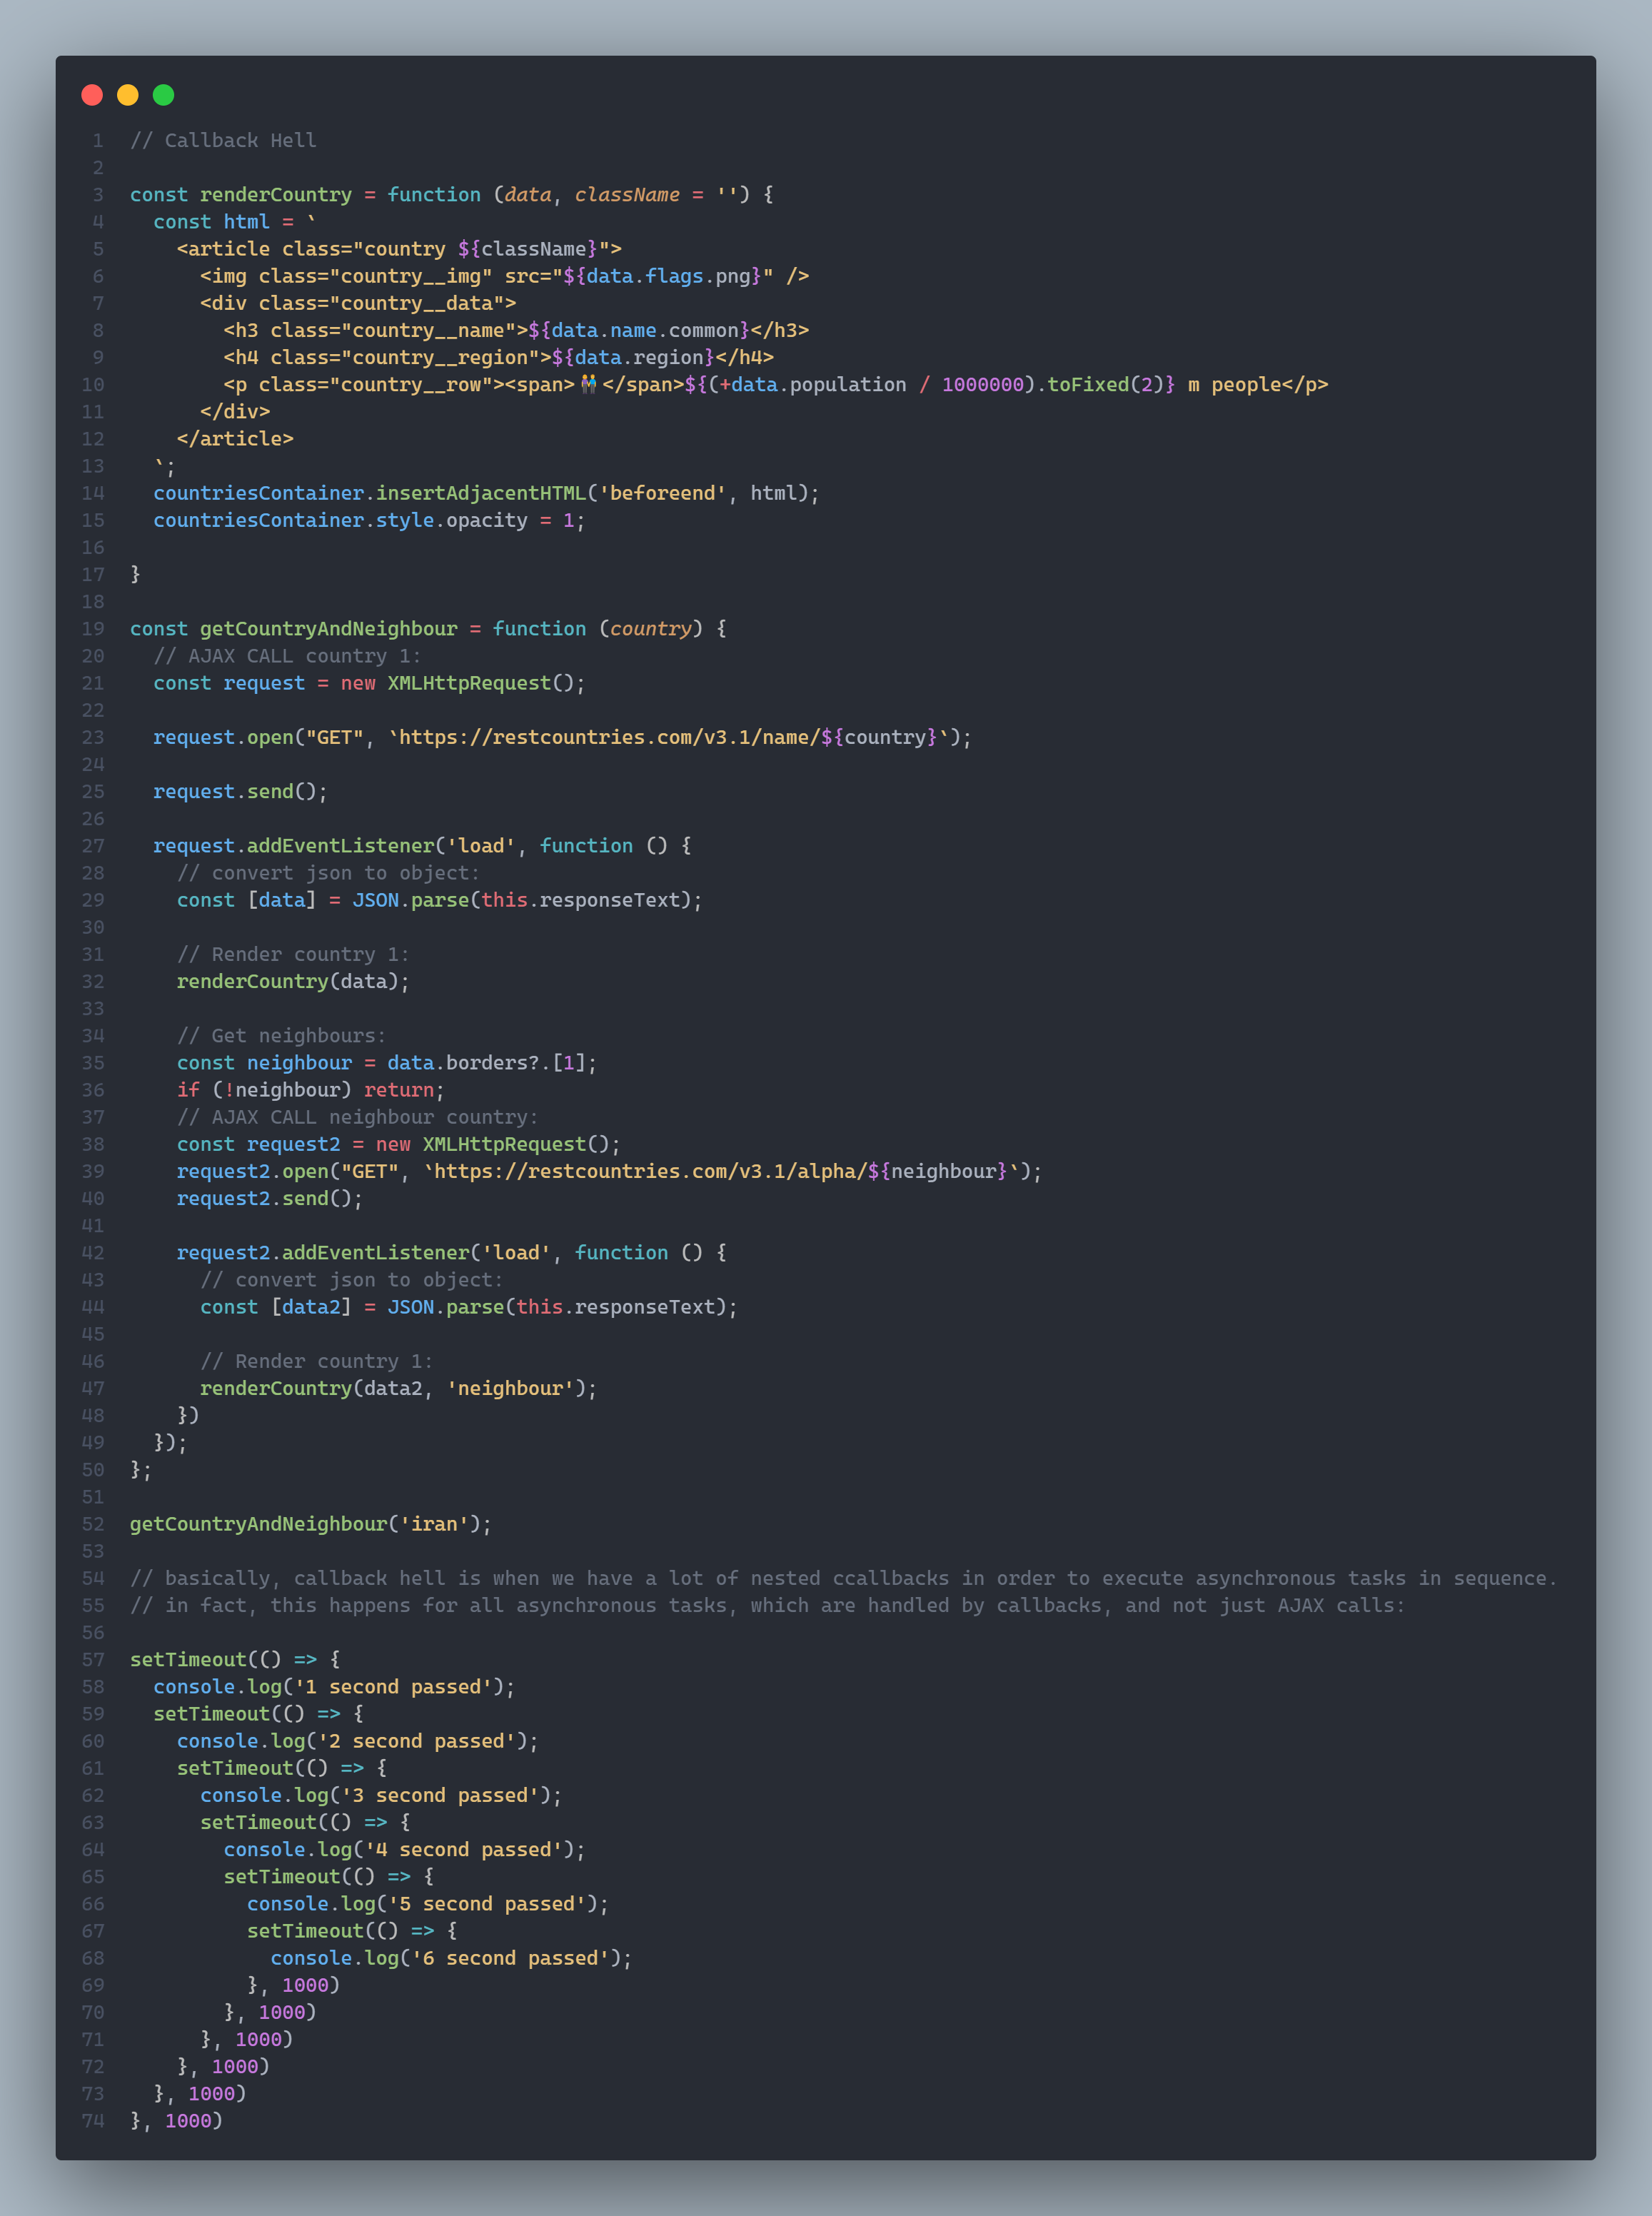 1 // Callback Hell
2
3 const renderCountry = function (data, className = '') {
4   const html = `
5     <article class="country ${className}">
6       <img class="country__img" src="${data.flags.png}" />
7       <div class="country__data">
8         <h3 class="country__name">${data.name.common}</h3>
9         <h4 class="country__region">${data.region}</h4>
10         <p class="country__row"><span>👫</span>${(+data.population / 1000000).toFixed(2)} m people</p>
11       </div>
12     </article>
13   `;
14   countriesContainer.insertAdjacentHTML('beforeend', html);
15   countriesContainer.style.opacity = 1;
16
17 }
18
19 const getCountryAndNeighbour = function (country) {
20   // AJAX CALL country 1:
21   const request = new XMLHttpRequest();
22
23   request.open("GET", `https://restcountries.com/v3.1/name/${country}`);
24
25   request.send();
26
27   request.addEventListener('load', function () {
28     // convert json to object:
29     const [data] = JSON.parse(this.responseText);
30
31     // Render country 1:
32     renderCountry(data);
33
34     // Get neighbours:
35     const neighbour = data.borders?.[1];
36     if (!neighbour) return;
37     // AJAX CALL neighbour country:
38     const request2 = new XMLHttpRequest();
39     request2.open("GET", `https://restcountries.com/v3.1/alpha/${neighbour}`);
40     request2.send();
41
42     request2.addEventListener('load', function () {
43       // convert json to object:
44       const [data2] = JSON.parse(this.responseText);
45
46       // Render country 1:
47       renderCountry(data2, 'neighbour');
48     })
49   });
50 };
51
52 getCountryAndNeighbour('iran');
53
54 // basically, callback hell is when we have a lot of nested ccallbacks in order to execute asynchronous tasks in sequence.
55 // in fact, this happens for all asynchronous tasks, which are handled by callbacks, and not just AJAX calls:
56
57 setTimeout(() => {
58   console.log('1 second passed');
59   setTimeout(() => {
60     console.log('2 second passed');
61     setTimeout(() => {
62       console.log('3 second passed');
63       setTimeout(() => {
64         console.log('4 second passed');
65         setTimeout(() => {
66           console.log('5 second passed');
67           setTimeout(() => {
68             console.log('6 second passed');
69           }, 1000)
70         }, 1000)
71       }, 1000)
72     }, 1000)
73   }, 1000)
74 }, 1000)